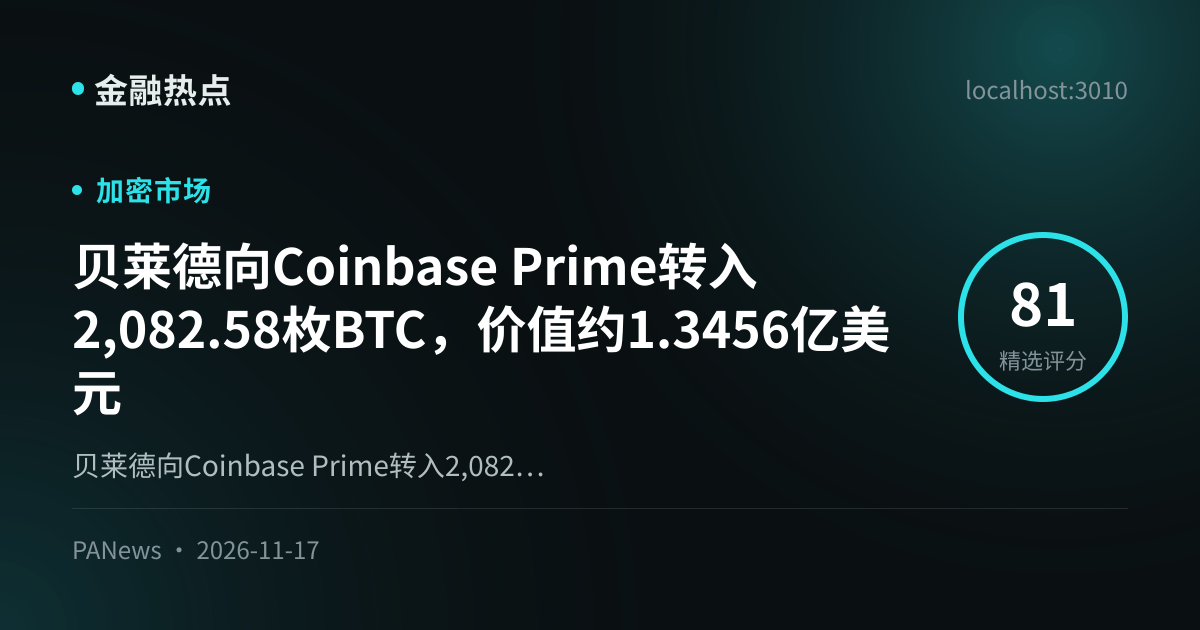 金融热点
localhost:3010
加密市场
贝莱德向Coinbase Prime转入
2,082.58枚BTC，价值约1.3456亿美
元
81
精选评分
贝莱德向Coinbase Prime转入2,082…
PANews • 2026-11-17